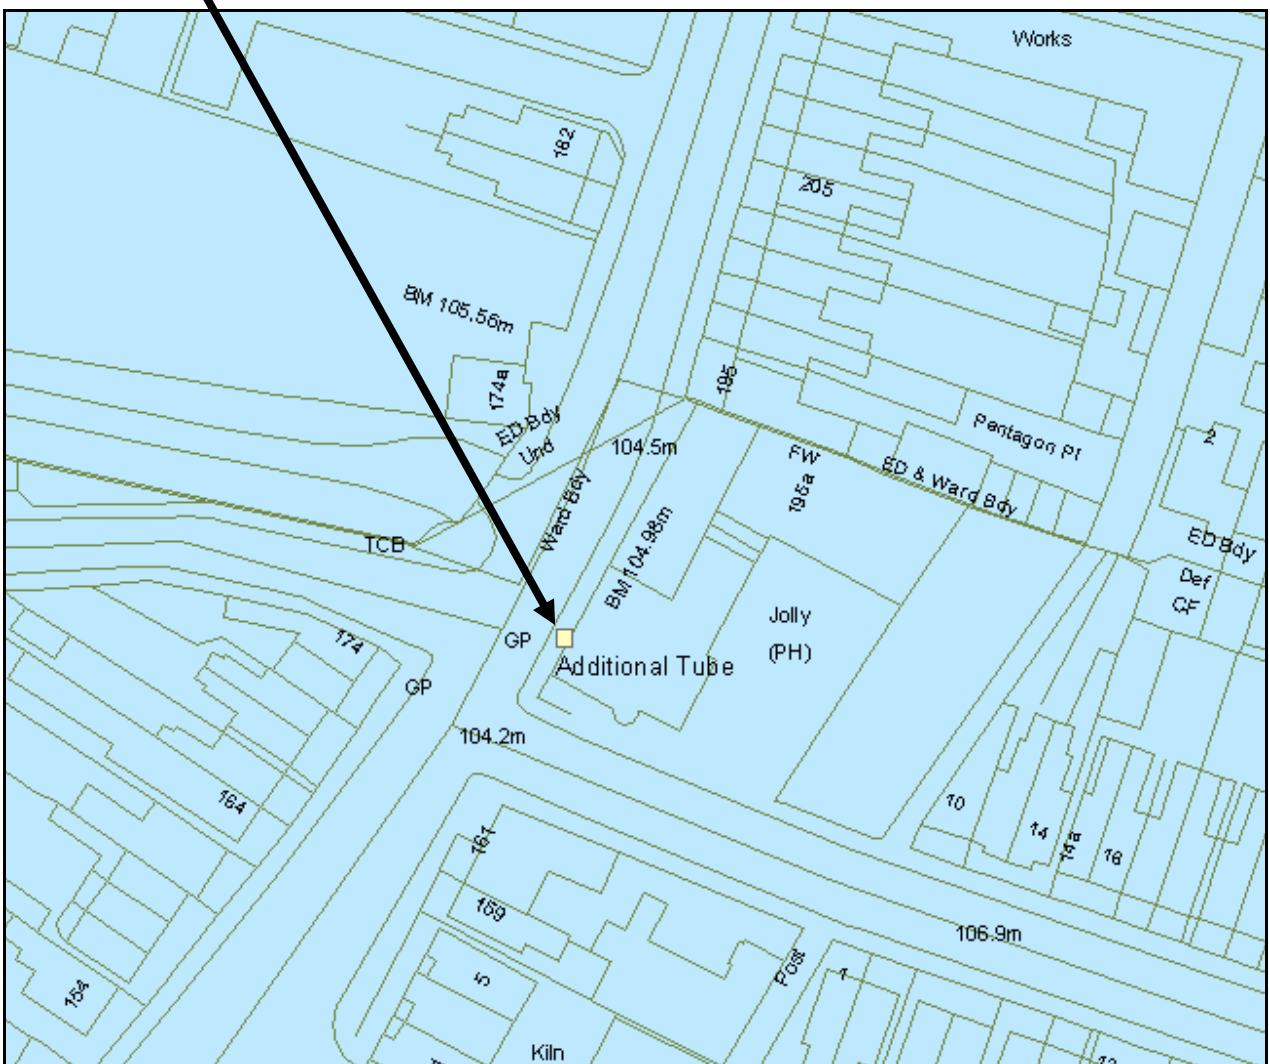 Works
182
205
BM 105.56m
174a
195
ED Bdy
Und
104.5m
Pentagon Pl
2
FW
195a
ED & Ward Bdy
Ward Bdy
BM 104.98m
TCB
ED Bdy
Def
CF
Jolly
(PH)
GP
174
Additional Tube
GP
104.2m
164
10
14
14a
16
161
159
106.9m
154
5
Post
1
Kiln